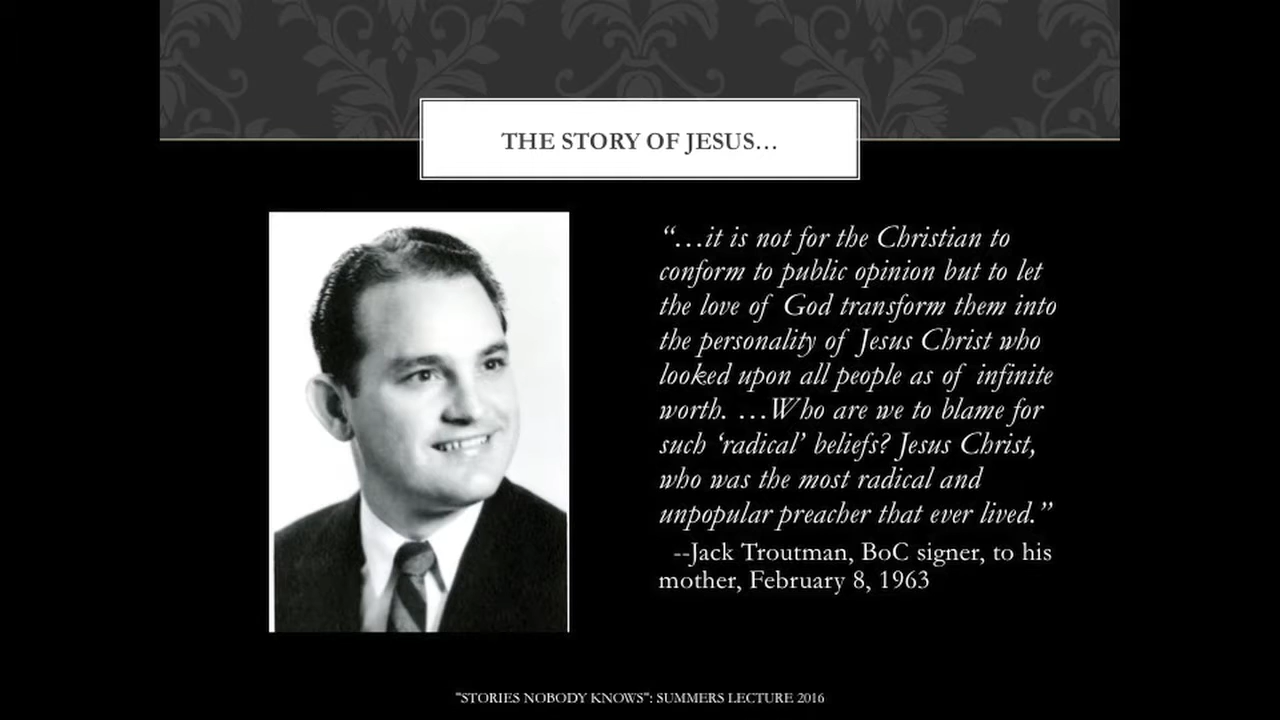 THE STORY OF JESUS…
“…it is not for the Christian to
conform to public opinion but to let
the love of God transform them into
the personality of Jesus Christ who
looked upon all people as of infinite
worth. …Who are we to blame for
such ‘radical’ beliefs? Jesus Christ,
who was the most radical and
unpopular preacher that ever lived.”
--Jack Troutman, BoC signer, to his
mother, February 8, 1963
"STORIES NOBODY KNOWS": SUMMERS LECTURE 2016